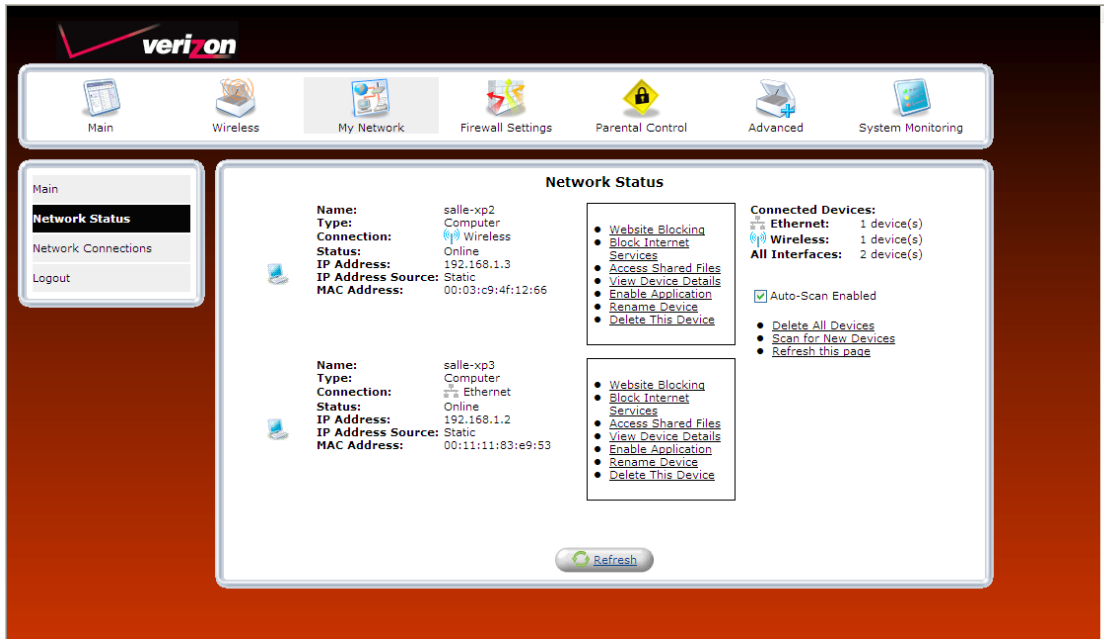 verizon
Main
Wireless
My Network
Firewall Settings
Parental Control
Advanced
System Monitoring
Main
Network Status
Network Connections
Logout
Network Status
Name: salle-xp2
Type: Computer
Connection: Wireless
Status: Online
IP Address: 192.168.1.3
IP Address Source: Static
MAC Address: 00:03:c9:4f:12:66
Website Blocking
Block Internet
Services
Access Shared Files
View Device Details
Enable Application
Rename Device
Delete This Device
Name: salle-xp3
Type: Computer
Connection: Ethernet
Status: Online
IP Address: 192.168.1.2
IP Address Source: Static
MAC Address: 00:11:11:83:e9:53
Website Blocking
Block Internet
Services
Access Shared Files
View Device Details
Enable Application
Rename Device
Delete This Device
Connected Devices:
Ethernet: 1 device(s)
Wireless: 1 device(s)
All Interfaces: 2 device(s)
Auto-Scan Enabled
Delete All Devices
Scan for New Devices
Refresh this page
Refresh